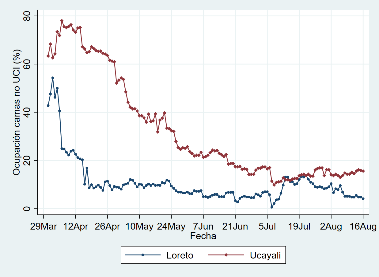 Ocupación camas no UCI (%)
80
60
40
20
0
29Mar 12Apr 26Apr 10May 24May 7Jun 21Jun 5Jul 19Jul 2Aug 16Aug
Fecha
Loreto Ucayali